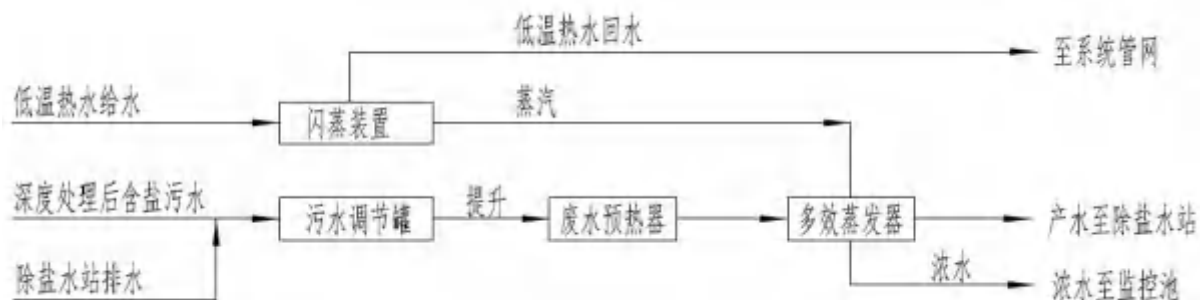 低温热水回水
至系统管网
低温热水给水
闪蒸装置
蒸汽
深度处理后含盐污水
污水调节罐
提升
废水预热器
多效蒸发器
产水至除盐水站
除盐水站排水
浓水
浓水至监控池